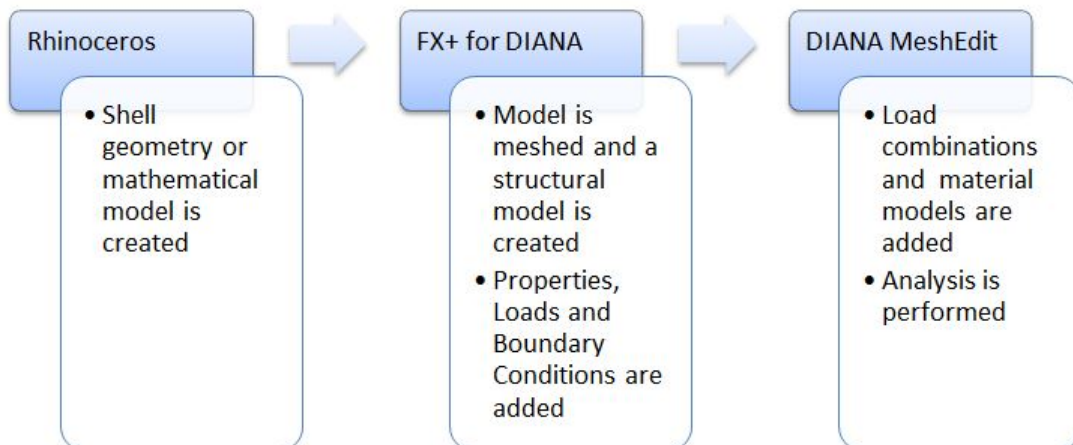 Rhinoceros
• Shell
geometry or
mathematical
model is
created
FX+ for DIANA
• Model is
meshed and a
structural
model is
created
• Properties,
Loads and
Boundary
Conditions are
added
DIANA MeshEdit
• Load
combinations
and material
models are
added
• Analysis is
performed